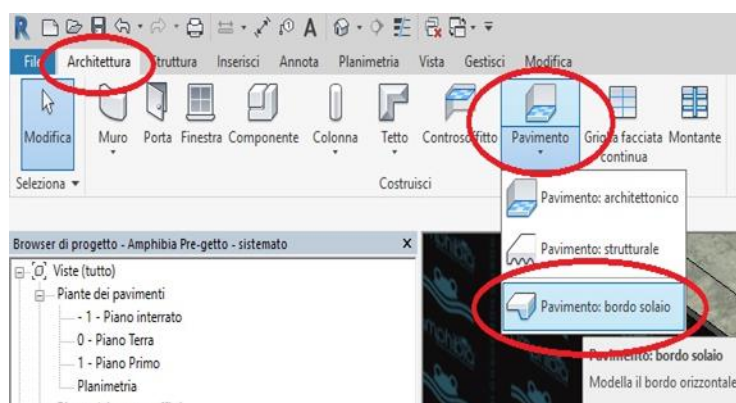 R A
File Architettura Struttura Inserisci Annota Planimetria Vista Gestisci Modifica
Modifica Muro Porta Finestra Componente Colonna Tetto Controsoffitto Pavimento Griglia facciata continua Montante
Seleziona Costruisci
Pavimento: architettonico
Pavimento: strutturale
Pavimento: bordo solaio
Browser di progetto - Amphibia Pre-getto - sistemato X
Viste (tutto)
Piante dei pavimenti
- 1 - Piano interrato
0 - Piano Terra
1 - Piano Primo
Planimetria
Pavimento: bordo solaio
Modella il bordo orizzontale